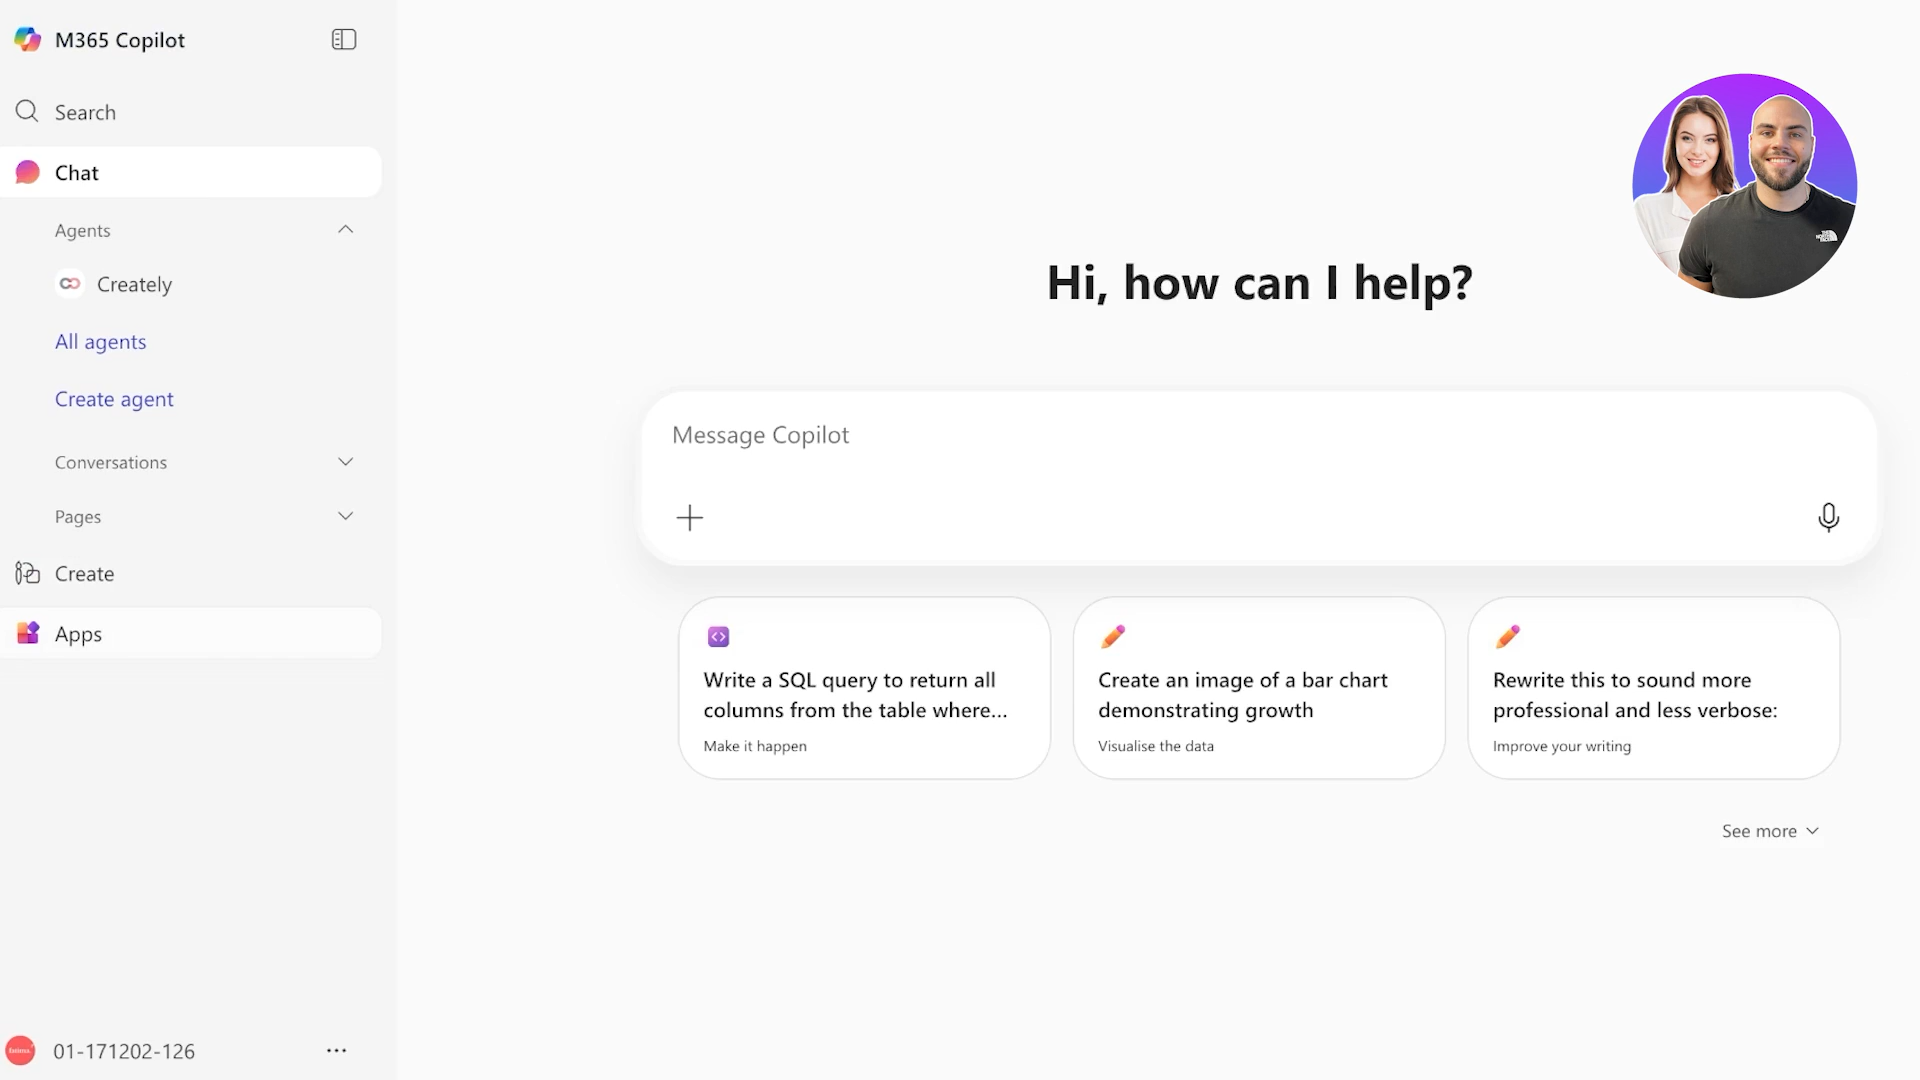 M365 Copilot
Search
Chat
Agents
Creately
All agents
Create agent
Conversations
Pages
Create
Apps
01-171202-126
Hi, how can I help?
Message Copilot
Write a SQL query to return all
columns from the table where...
Make it happen
Create an image of a bar chart
demonstrating growth
Visualise the data
Rewrite this to sound more
professional and less verbose:
Improve your writing
See more
THE
NORTH
FACE